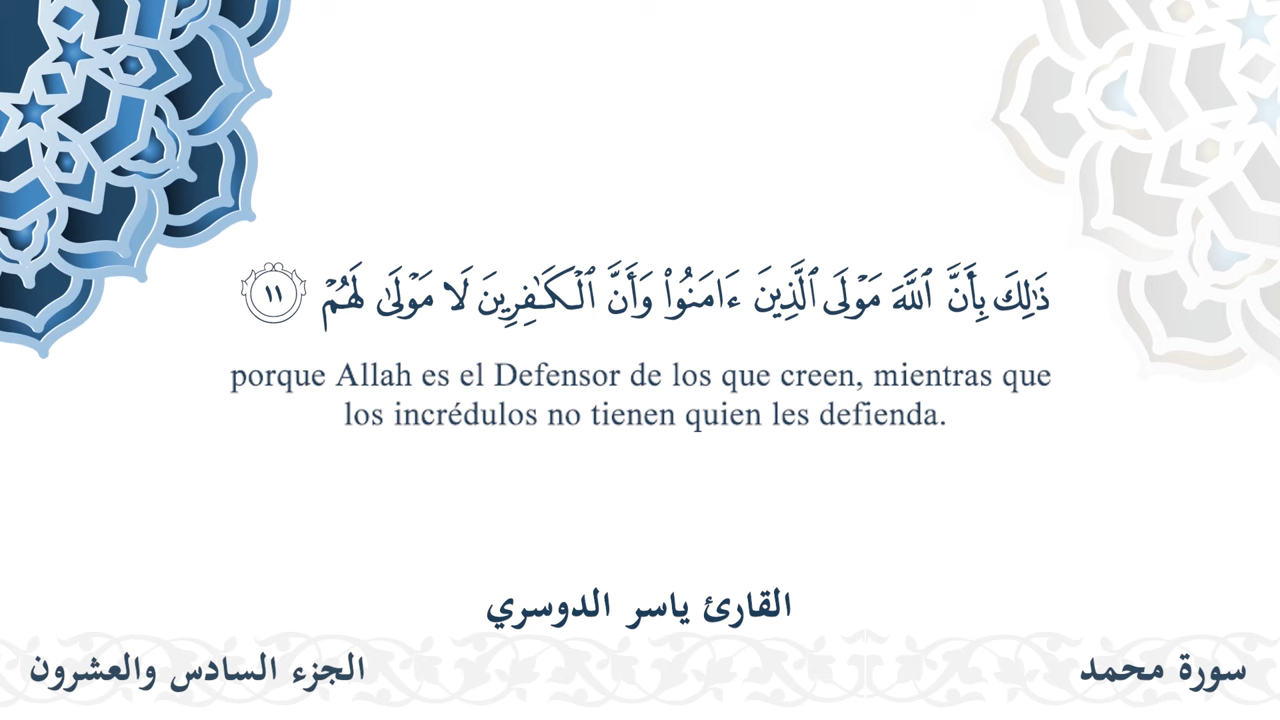 ذَٰلِكَ بِأَنَّ ٱللَّهَ مَوْلَى ٱلَّذِينَ ءَامَنُوا۟ وَأَنَّ ٱلْكَـٰفِرِينَ لَا مَوْلَىٰ لَهُمْ ١١
porque Allah es el Defensor de los que creen, mientras que
los incrédulos no tienen quien les defienda.
القارئ ياسر الدوسري
سورة محمد
الجزء السادس والعشرون